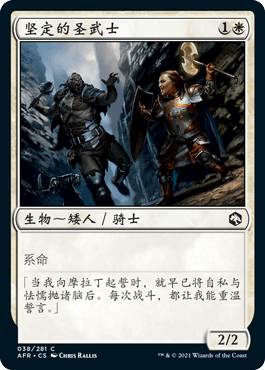 坚定的圣武士 1
生物～矮人／骑士
系命
「当我向摩拉丁起誓时，就早已将自私与
怯懦抛诸脑后。每次战斗，都让我能重温
誓言。」
2/2
038/281 C
AFR • CS CHRIS RALLIS
™ & © 2021 Wizards of the Coast